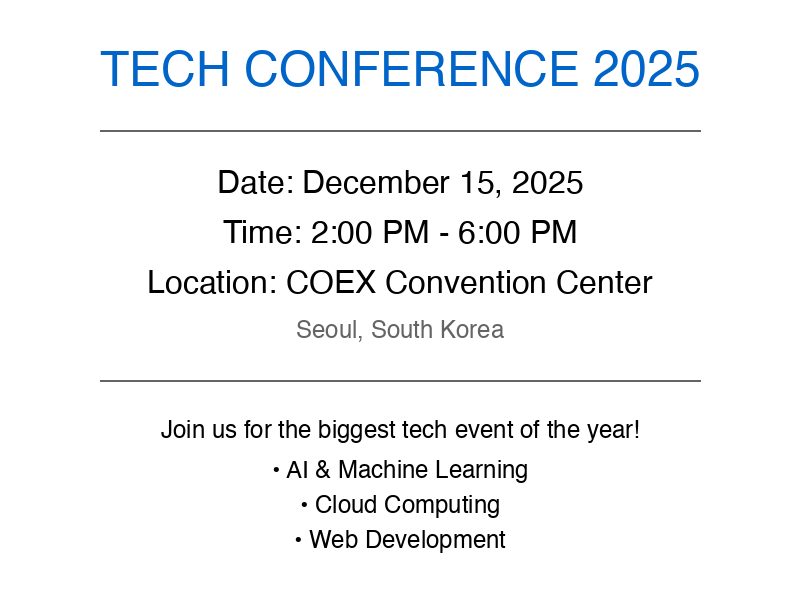 TECH CONFERENCE 2025
Date: December 15, 2025
Time: 2:00 PM - 6:00 PM
Location: COEX Convention Center
Seoul, South Korea
Join us for the biggest tech event of the year!
• AI & Machine Learning
• Cloud Computing
• Web Development